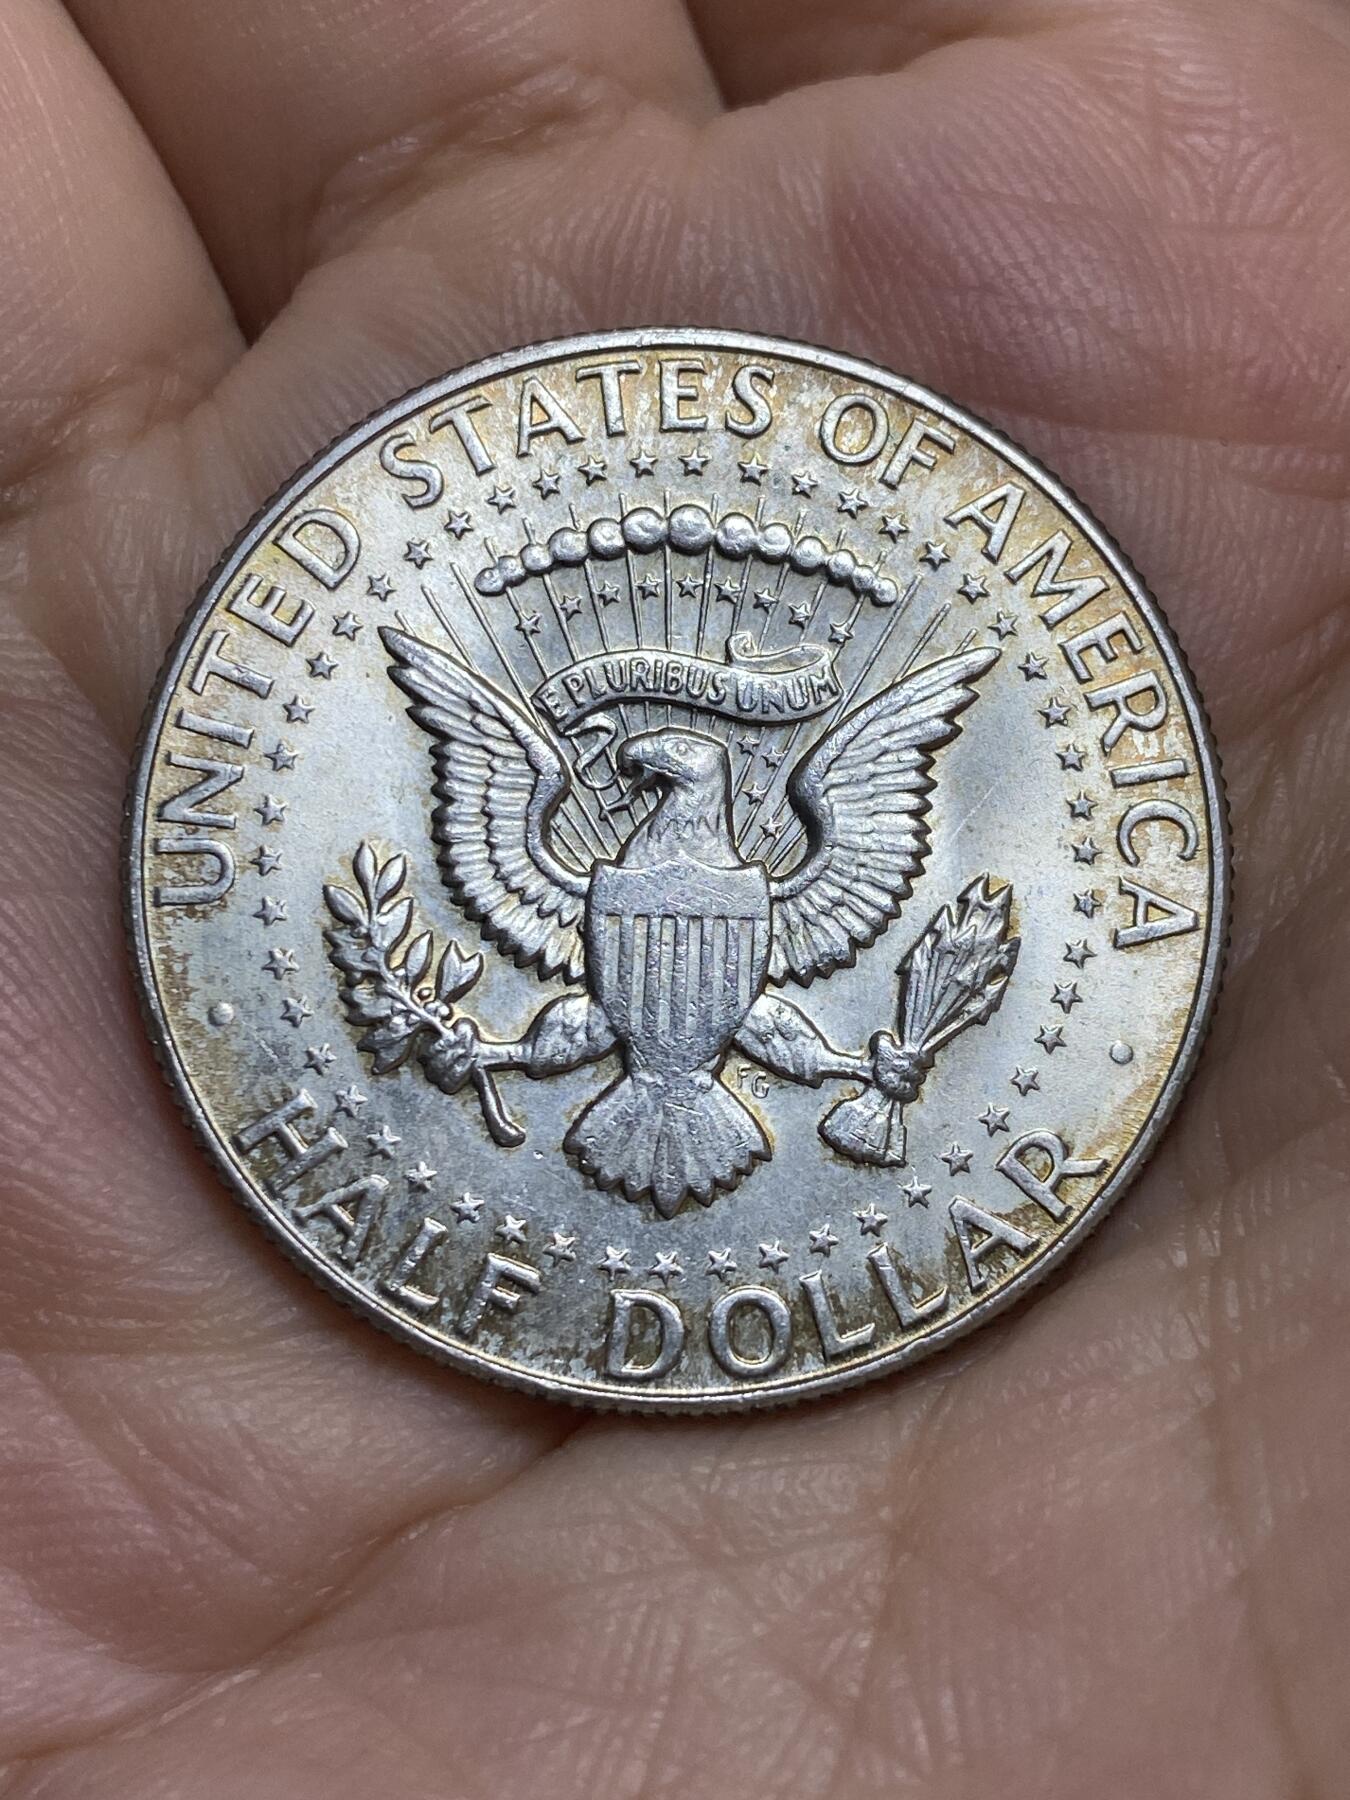 UNITED STATES OF AMERICA
E PLURIBUS UNUM
FG
HALF DOLLAR